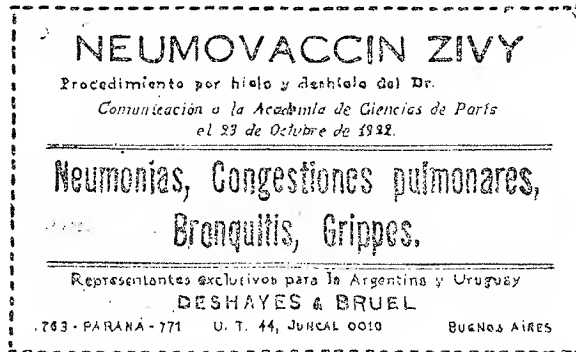 NEUMOVACCIN ZIVY
Procedimiento por hielo y deshielo del Dr.
Comunicación a la Academia de Ciencias de París
el 23 de Octubre de 1922.
Neumonías, Congestiones pulmonares,
Bronquitis, Grippes.
Representantes exclusivos para la Argentina y Uruguay
DESHAYES & BRUEL
763 - PARANÁ - 771 U. T. 44, JUNCAL 0010 BUENOS AIRES